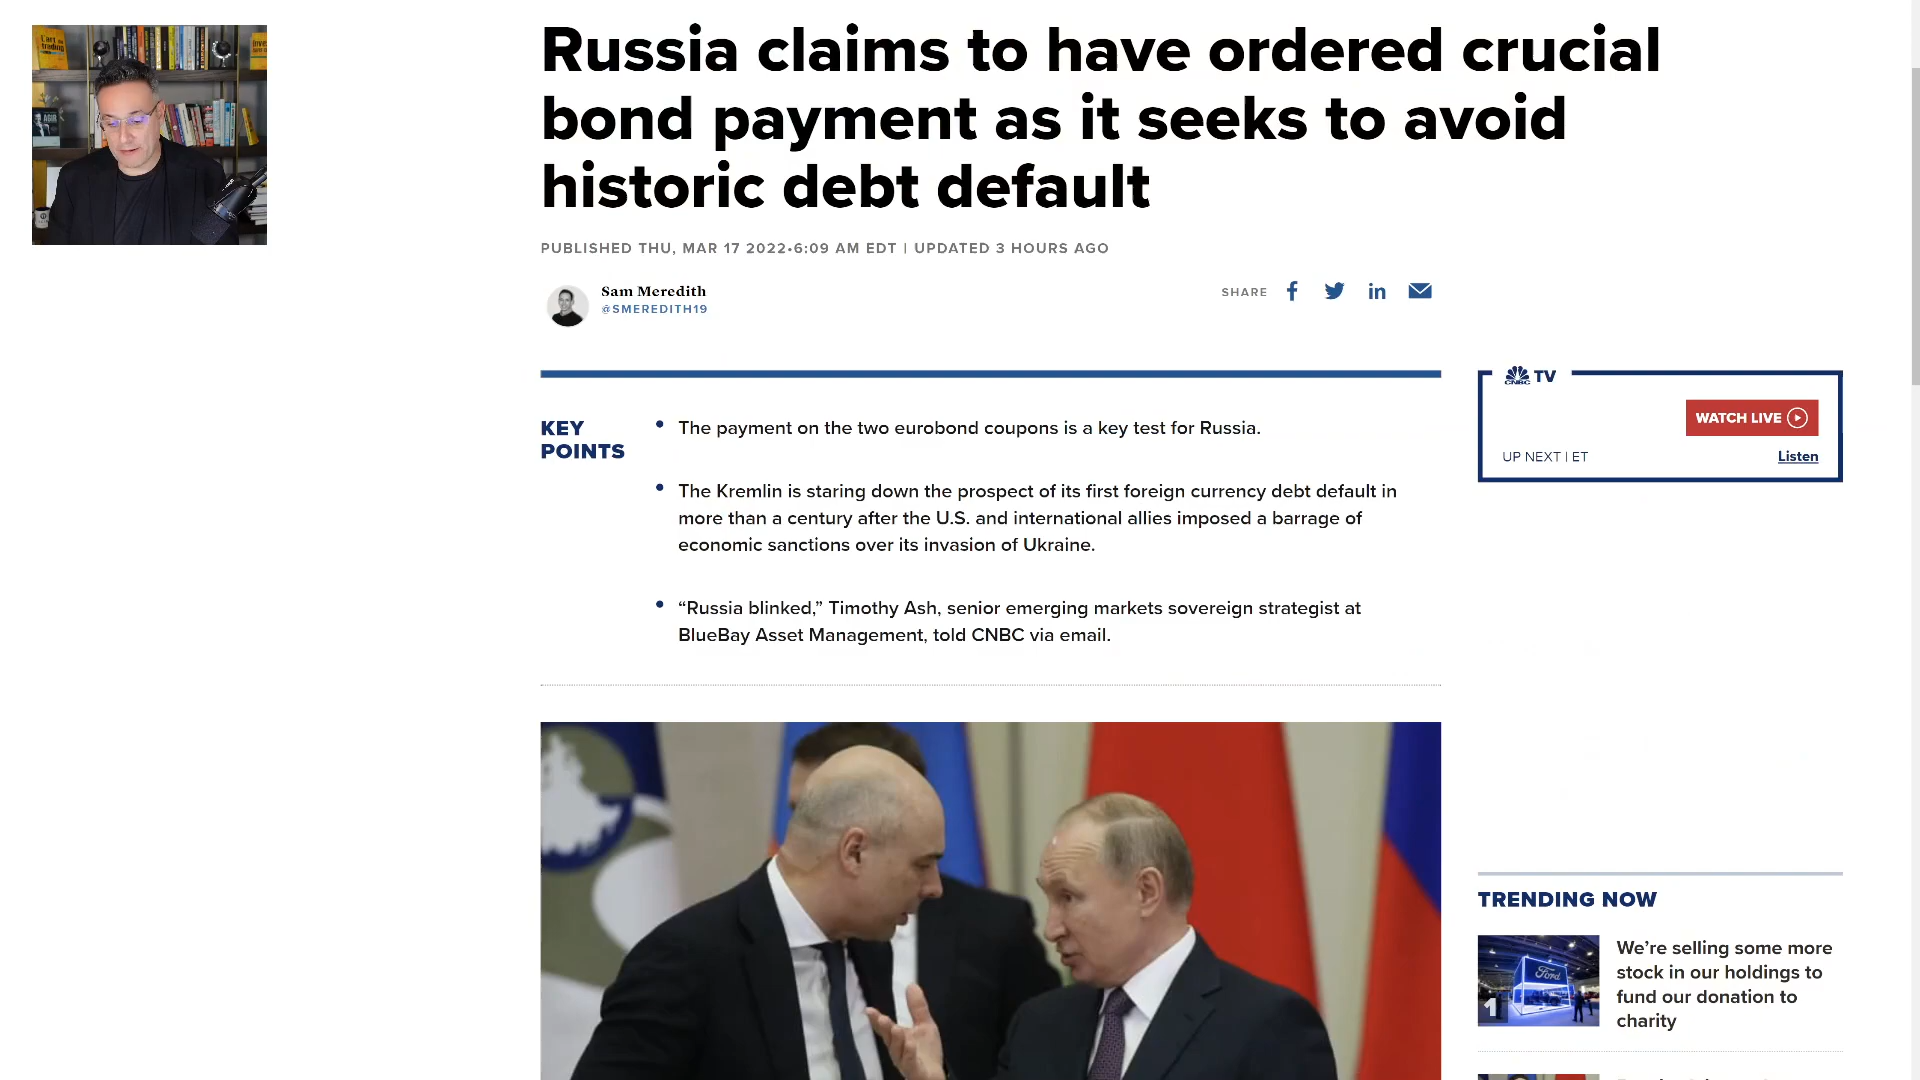 Russia claims to have ordered crucial
bond payment as it seeks to avoid
historic debt default
PUBLISHED THU, MAR 17 2022•6:09 AM EDT | UPDATED 3 HOURS AGO
Sam Meredith
@SMEREDITH19
SHARE
KEY
POINTS
• The payment on the two eurobond coupons is a key test for Russia.
• The Kremlin is staring down the prospect of its first foreign currency debt default in
more than a century after the U.S. and international allies imposed a barrage of
economic sanctions over its invasion of Ukraine.
• “Russia blinked,” Timothy Ash, senior emerging markets sovereign strategist at
BlueBay Asset Management, told CNBC via email.
CNBC TV
WATCH LIVE
UP NEXT | ET
Listen
TRENDING NOW
Ford
1
We’re selling some more
stock in our holdings to
fund our donation to
charity
L'art du
trading
AGIR